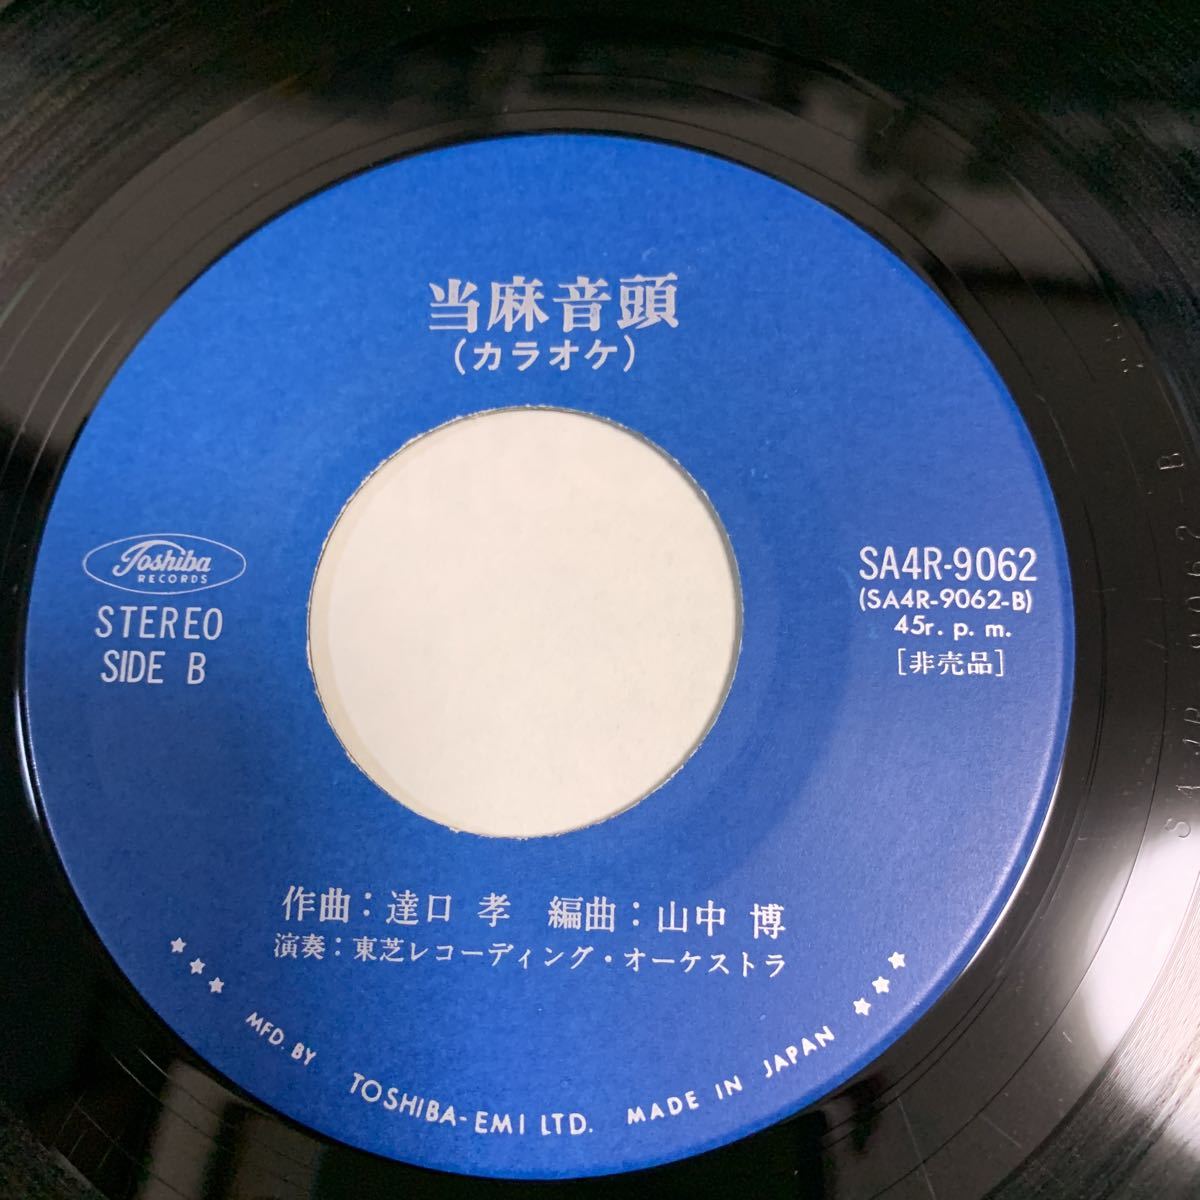 当麻音頭
(カラオケ)
Toshiba
RECORDS
STEREO
SIDE B
SA4R-9062
(SA4R-9062-B)
45r. p. m.
[非売品]
作曲：達口 孝 編曲：山中 博
演奏：東芝レコーディング・オーケストラ
MFD. BY TOSHIBA-EMI LTD. MADE IN JAPAN